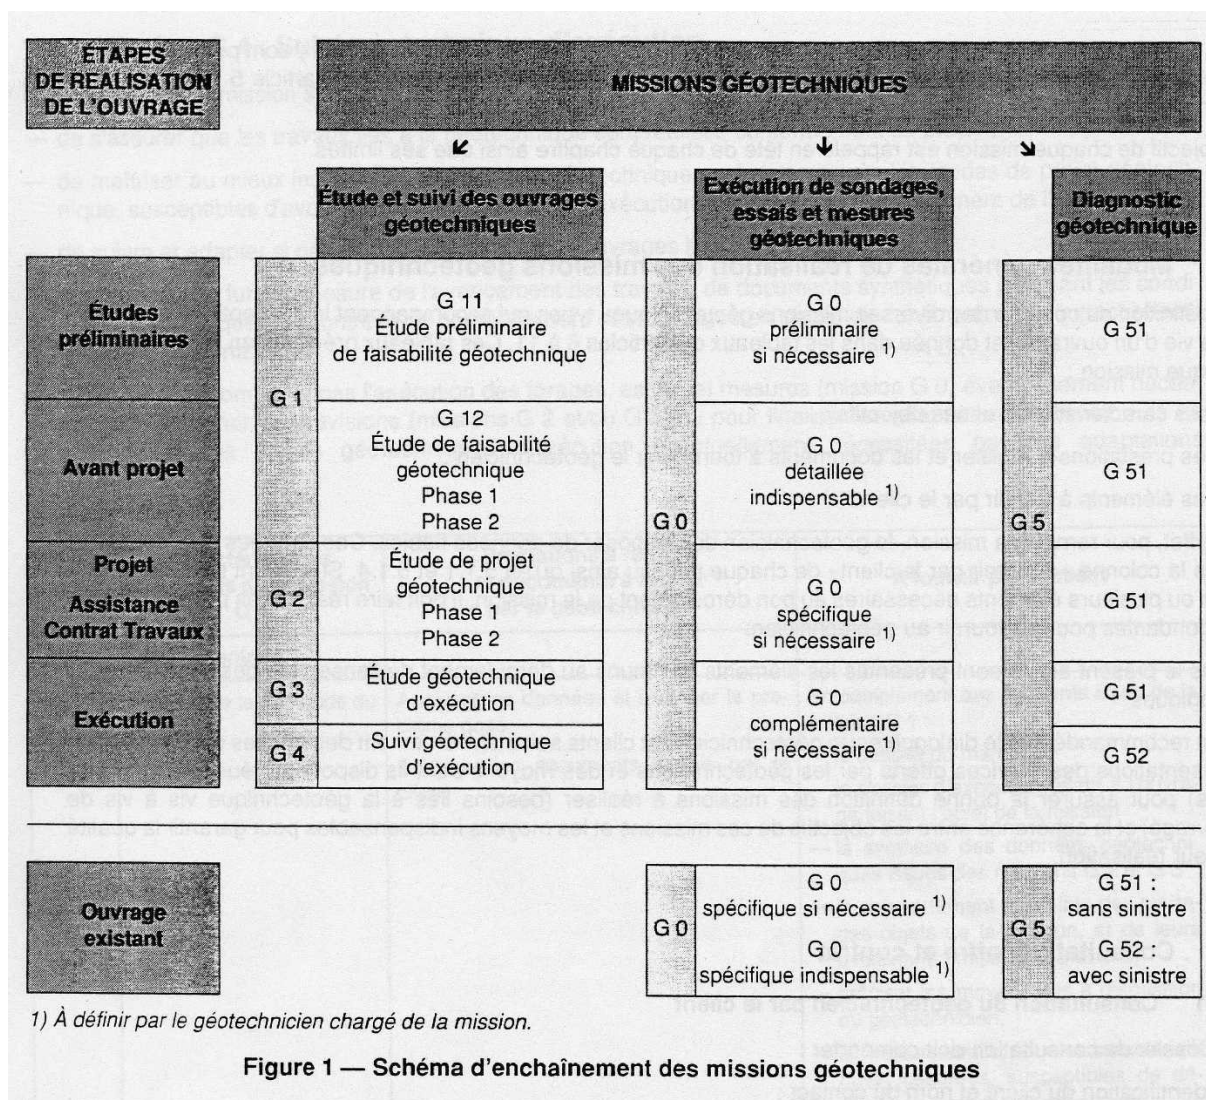 ÉTAPES
DE REALISATION
DE L'OUVRAGE
MISSIONS GÉOTECHNIQUES
Étude et suivi des ouvrages
géotechniques
Exécution de sondages,
essais et mesures
géotechniques
Diagnostic
géotechnique
Études
préliminaires
G 11
Étude préliminaire
de faisabilité géotechnique
G 0
préliminaire
si nécessaire 1)
G 51
G 1
Avant projet
G 12
Étude de faisabilité
géotechnique
Phase 1
Phase 2
G 0
détaillée
indispensable 1)
G 51
G 0
G 5
Projet
Assistance
Contrat Travaux
G 2
Étude de projet
géotechnique
Phase 1
Phase 2
G 0
spécifique
si nécessaire 1)
G 51
Exécution
G 3
Étude géotechnique
d'exécution
G 0
complémentaire
si nécessaire 1)
G 51
G 4
Suivi géotechnique
d'exécution
G 52
Ouvrage
existant
G 0
G 0
spécifique si nécessaire 1)
G 0
spécifique indispensable 1)
G 5
G 51 :
sans sinistre
G 52 :
avec sinistre
1) À définir par le géotechnicien chargé de la mission.
Figure 1 — Schéma d'enchaînement des missions géotechniques